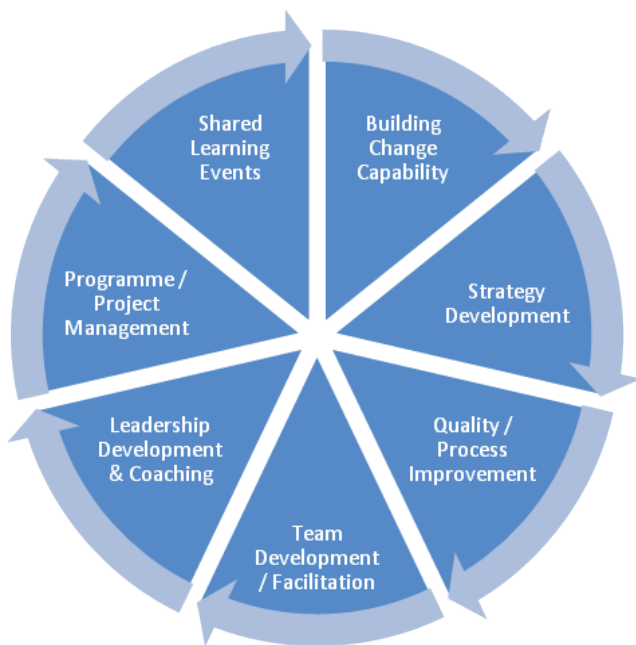 Shared
Learning
Events
Building
Change
Capability
Strategy
Development
Quality /
Process
Improvement
Team
Development
/ Facilitation
Leadership
Development
& Coaching
Programme /
Project
Management